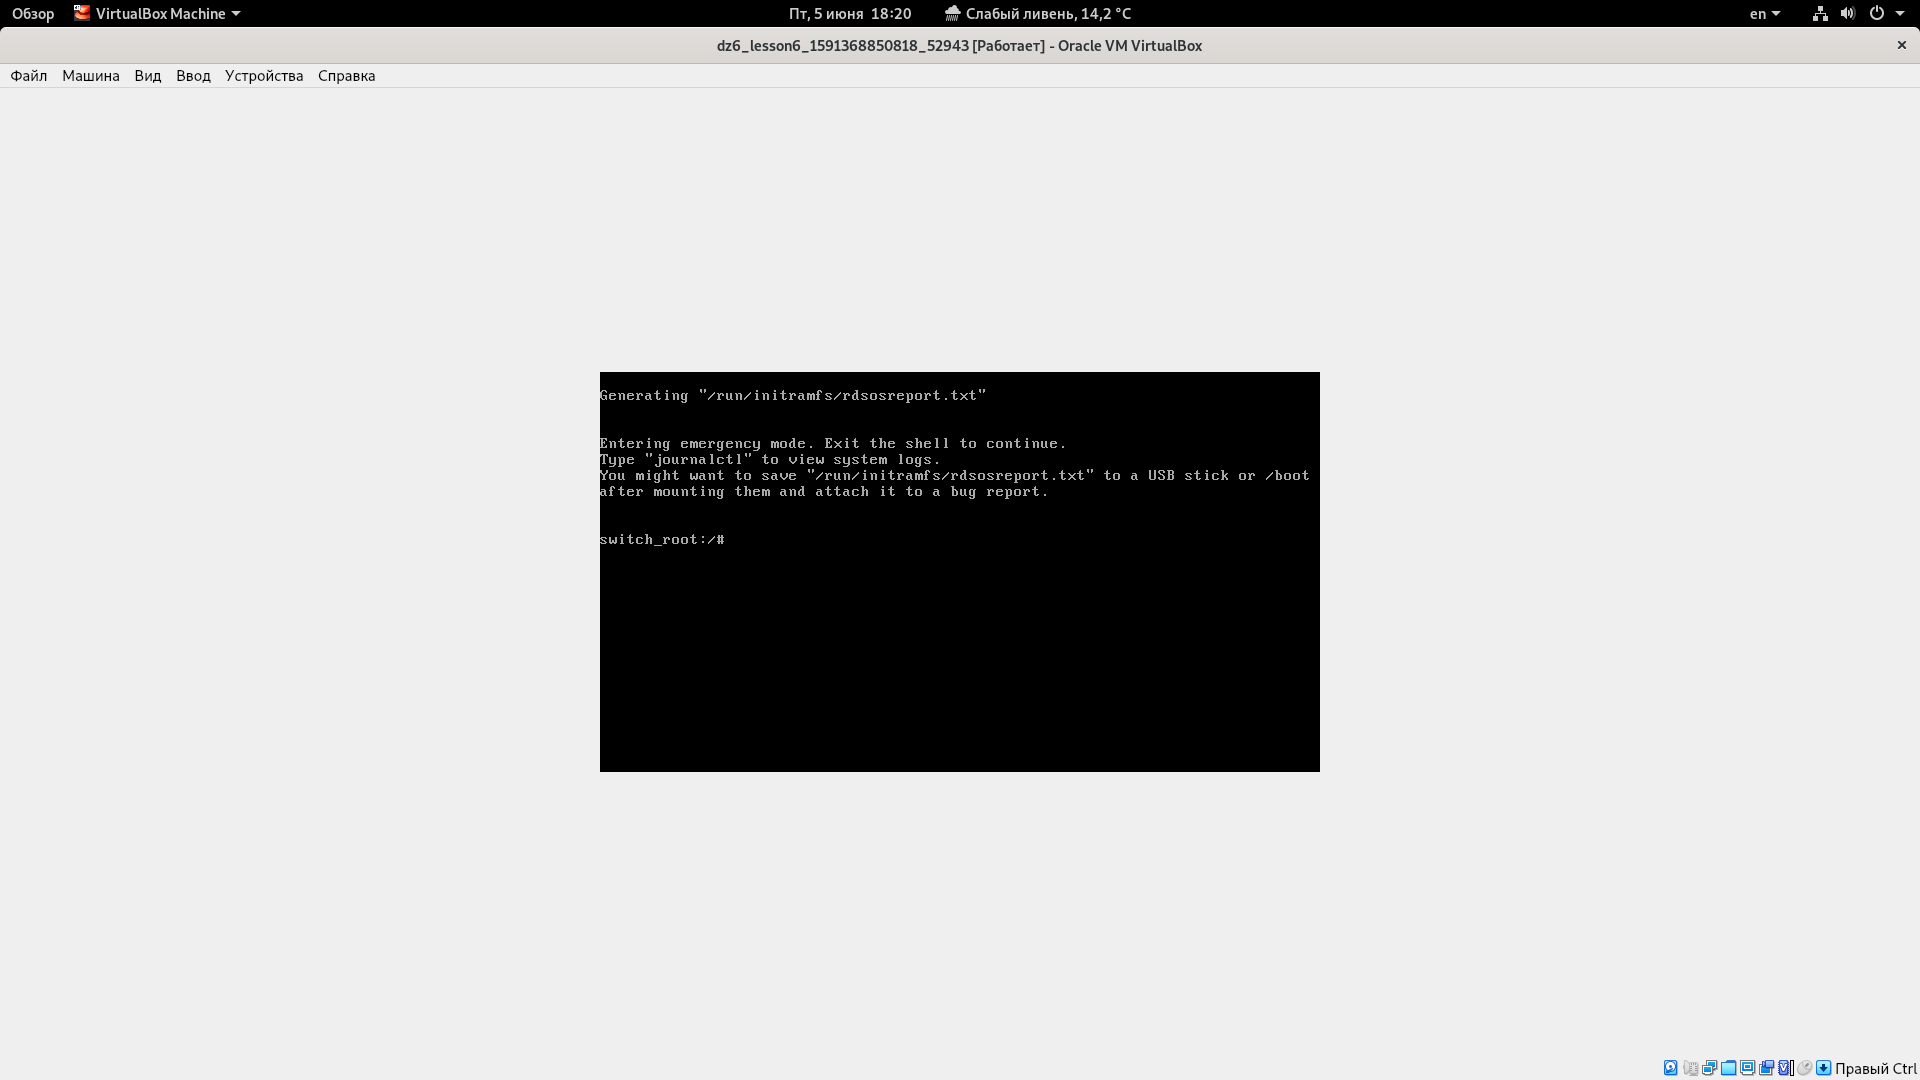 Обзор VirtualBox Machine Пт, 5 июня 18:20 Слабый ливень, 14,2 °C en
dz6_lesson6_1591368850818_52943 [Работает] - Oracle VM VirtualBox
Файл Машина Вид Ввод Устройства Справка
Generating "/run/initramfs/rdsosreport.txt"
Entering emergency mode. Exit the shell to continue.
Type "journalctl" to view system logs.
You might want to save "/run/initramfs/rdsosreport.txt" to a USB stick or /boot
after mounting them and attach it to a bug report.
switch_root:/#
Правый Ctrl